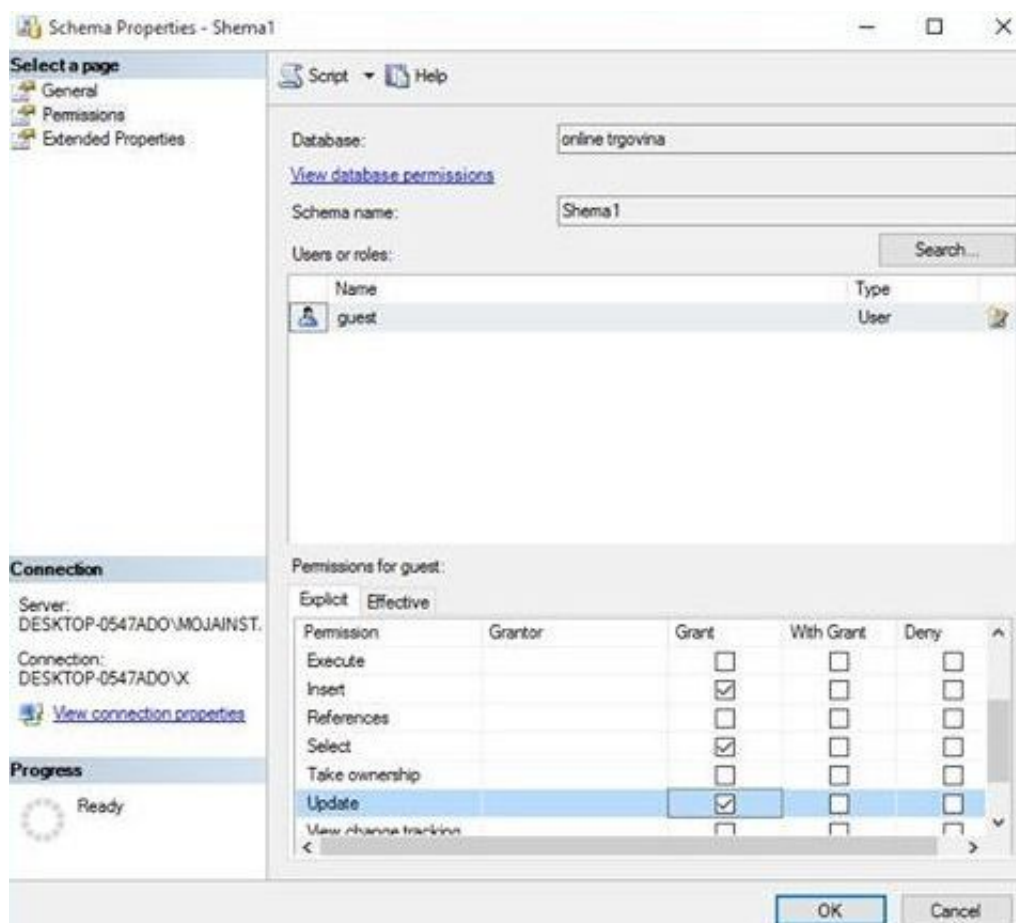 Schema Properties - Shema1
Select a page
General
Permissions
Extended Properties
Script Help
Database: online trgovina
View database permissions
Schema name: Shema1
Users or roles: Search...
Name Type
guest User
Connection
Server:
DESKTOP-0547ADO\MOJAINST.
Connection:
DESKTOP-0547ADO\X
View connection properties
Progress
Ready
Permissions for guest:
Explicit Effective
Permission Grantor Grant With Grant Deny
Execute
Insert
References
Select
Take ownership
Update
View change tracking
OK Cancel